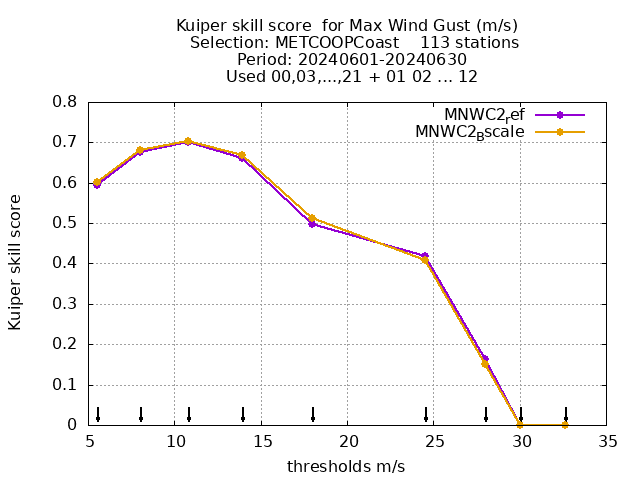 Kuiper skill score  for Max Wind Gust (m/s)
Selection: METCOOPCoast    113 stations
Period: 20240601-20240630
Used 00,03,...,21 + 01 02 ... 12
MNWC2ref
MNWC2Bscale
0.8
0.7
0.6
0.5
0.4
0.3
0.2
0.1
0
Kuiper skill score
5 10 15 20 25 30 35
thresholds m/s